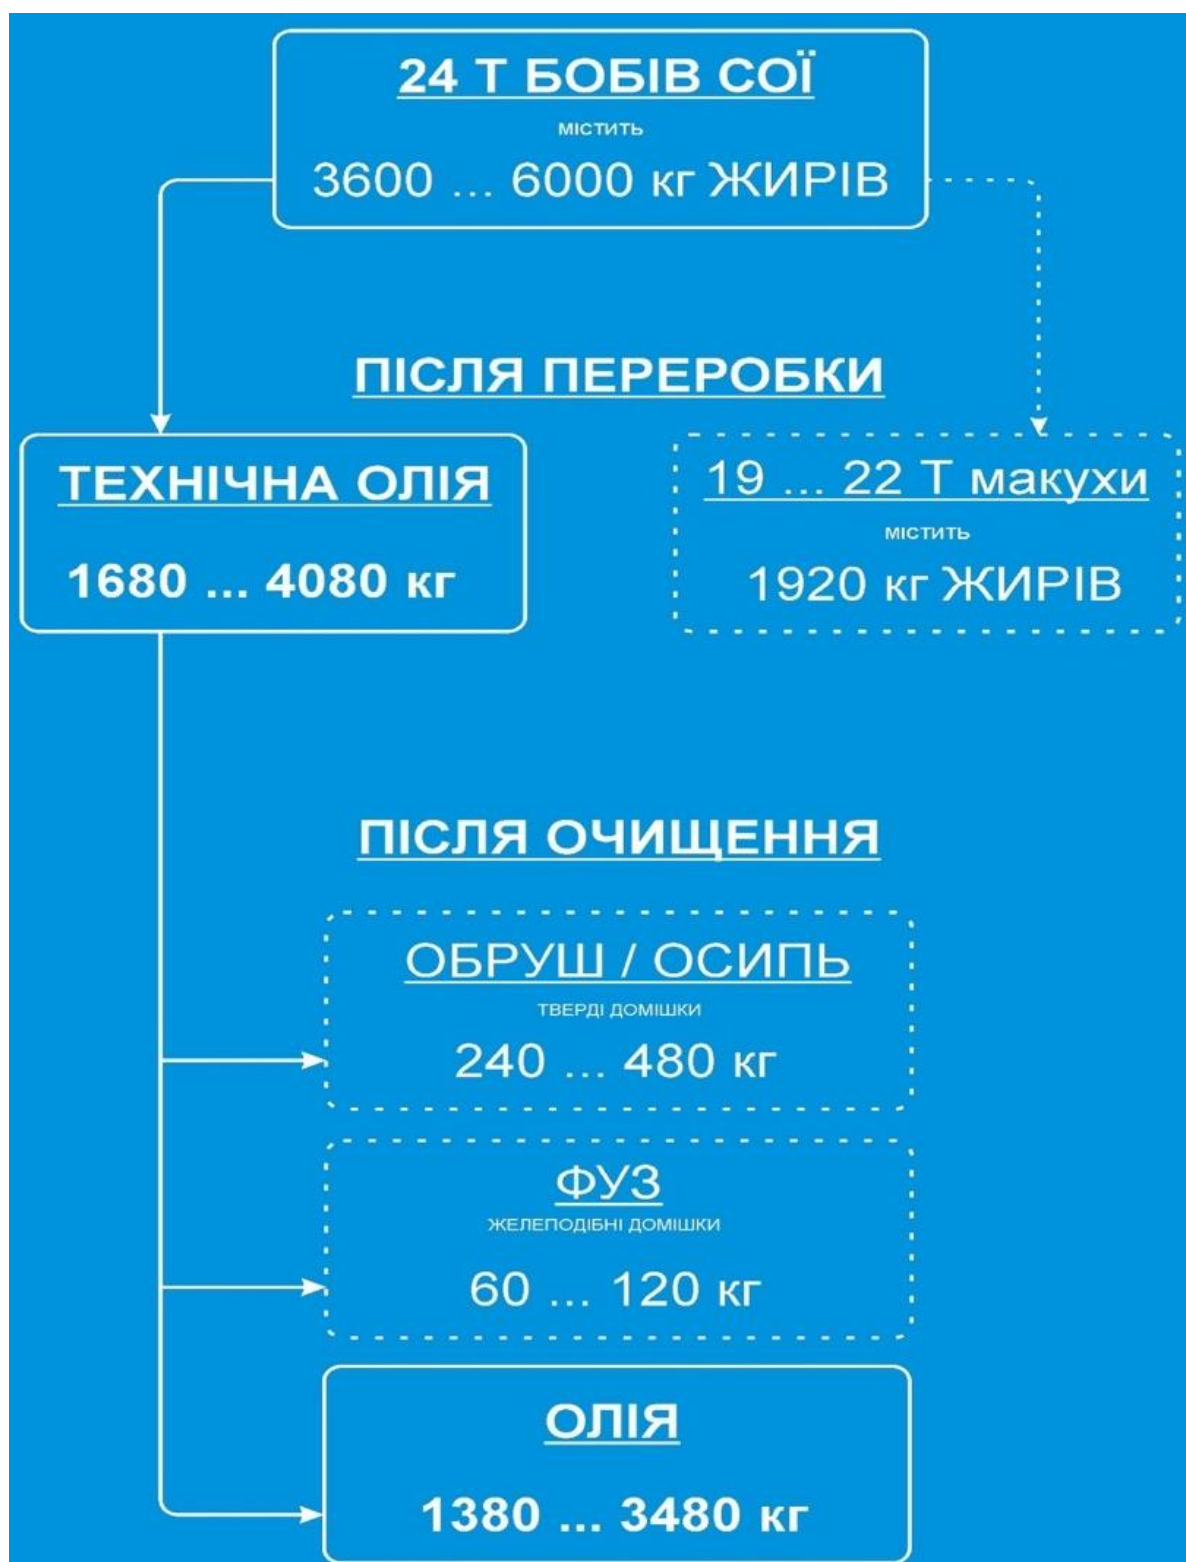 24 Т БОБІВ СОЇ
МІСТИТЬ
3600 ... 6000 кг ЖИРІВ
ПІСЛЯ ПЕРЕРОБКИ
ТЕХНІЧНА ОЛІЯ
1680 ... 4080 кг
19 ... 22 Т макухи
МІСТИТЬ
1920 кг ЖИРІВ
ПІСЛЯ ОЧИЩЕННЯ
ОБРУШ / ОСИПЬ
ТВЕРДІ ДОМІШКИ
240 ... 480 кг
ФУЗ
ЖЕЛЕПОДІБНІ ДОМІШКИ
60 ... 120 кг
ОЛІЯ
1380 ... 3480 кг